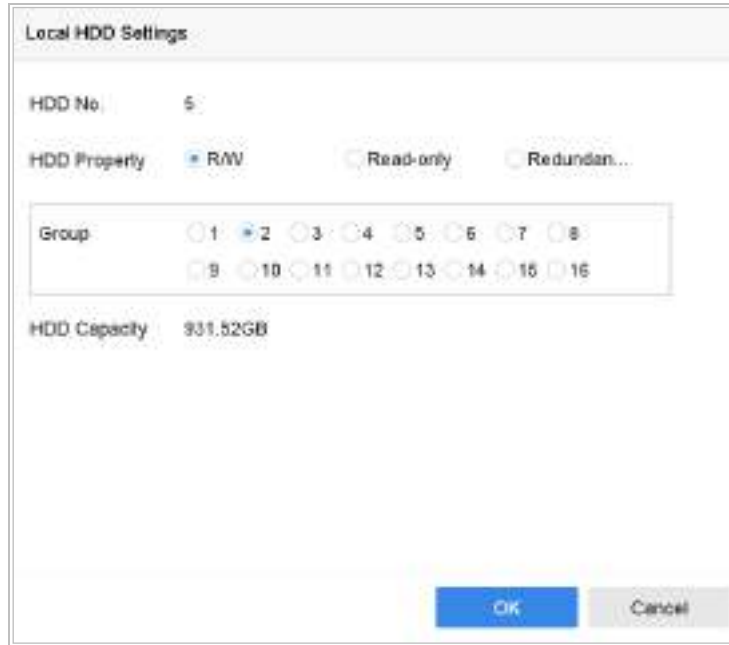 Local HDD Settings
HDD No. 5
HDD Property R/W Read-only Redundan...
Group 1 2 3 4 5 6 7 8
9 10 11 12 13 14 15 16
HDD Capacity 931.52GB
OK Cancel